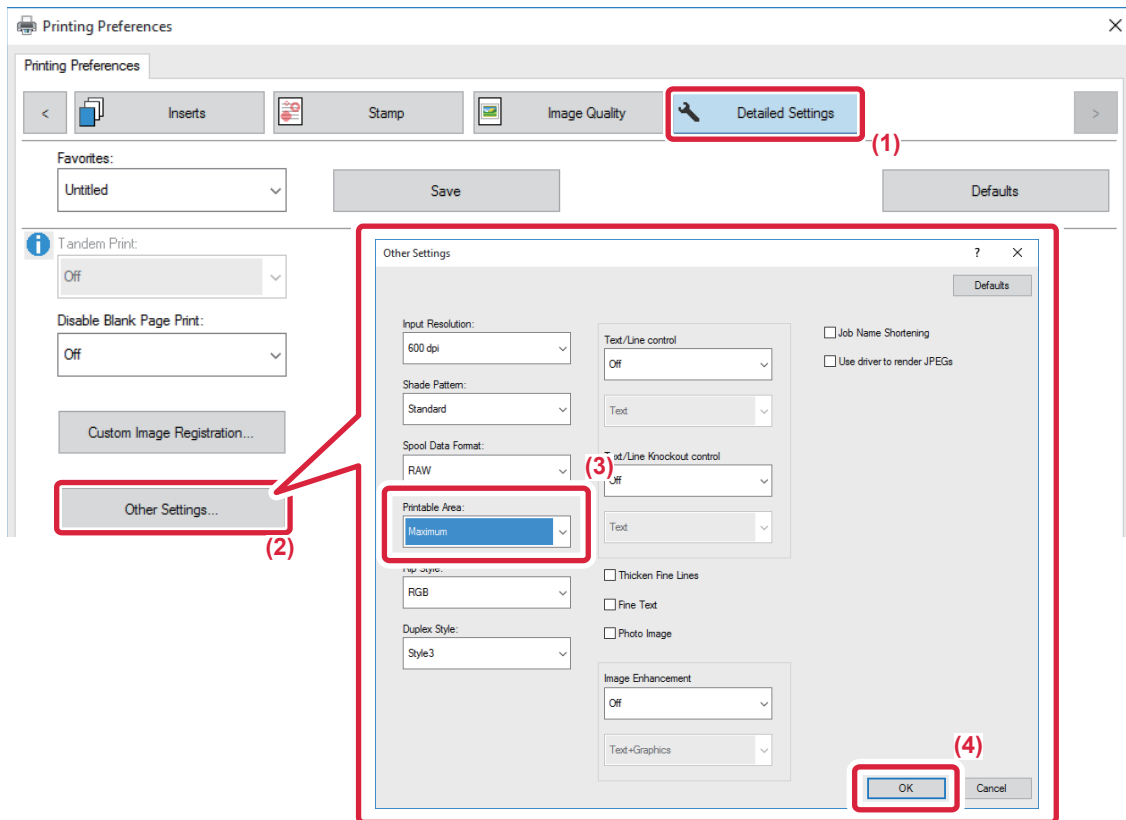 Printing Preferences
Printing Preferences
<
Inserts
Stamp
Image Quality
Detailed Settings
>
(1)
Favorites:
Untitled
Save
Defaults
Tandem Print:
Off
Disable Blank Page Print:
Off
Custom Image Registration...
Other Settings...
(2)
Other Settings
?
Defaults
Input Resolution:
600 dpi
Shade Pattern:
Standard
Spool Data Format:
RAW
(3)
Printable Area:
Maximum
Rip Style:
RGB
Duplex Style:
Style3
Text/Line control
Off
Text
Text/Line Knockout control
Off
Text
Thicken Fine Lines
Fine Text
Photo Image
Image Enhancement
Off
Text+Graphics
Job Name Shortening
Use driver to render JPEGs
(4)
OK
Cancel